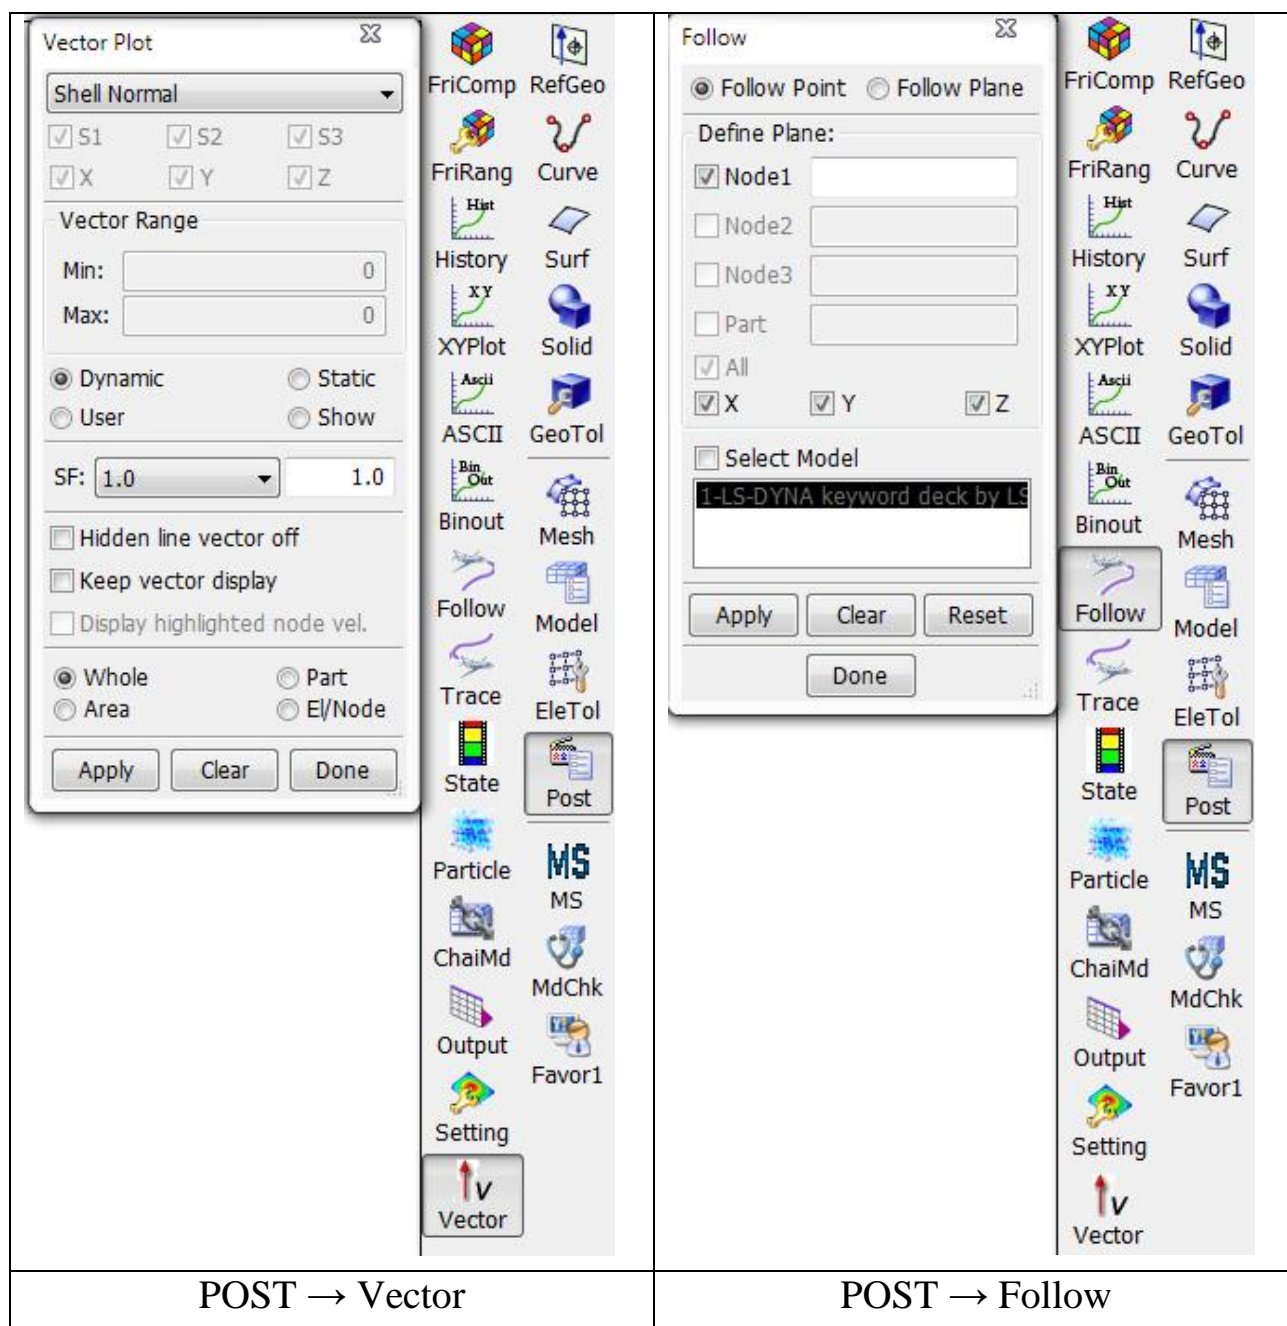 Vector Plot
Shell Normal
S1 S2 S3
X Y Z
Vector Range
Min: 0
Max: 0
Dynamic Static
User Show
SF: 1.0 1.0
Hidden line vector off
Keep vector display
Display highlighted node vel.
Whole Part
Area El/Node
Apply Clear Done
FriComp RefGeo
FriRang Curve
Hist
History Surf
XY
XYPlot Solid
Ascii
ASCII GeoTol
Bin
Out
Binout Mesh
Follow Model
Trace EleTol
State Post
Particle MS
MS
ChaiMd MdChk
Output Favor1
Setting
V
Vector
POST → Vector
Follow
Follow Point Follow Plane
Define Plane:
Node1
Node2
Node3
Part
All
X Y Z
Select Model
1-LS-DYNA keyword deck by LS
Apply Clear Reset
Done
FriComp RefGeo
FriRang Curve
Hist
History Surf
XY
XYPlot Solid
Ascii
ASCII GeoTol
Bin
Out
Binout Mesh
Follow Model
Trace EleTol
State Post
Particle MS
MS
ChaiMd MdChk
Output Favor1
Setting
V
Vector
POST → Follow